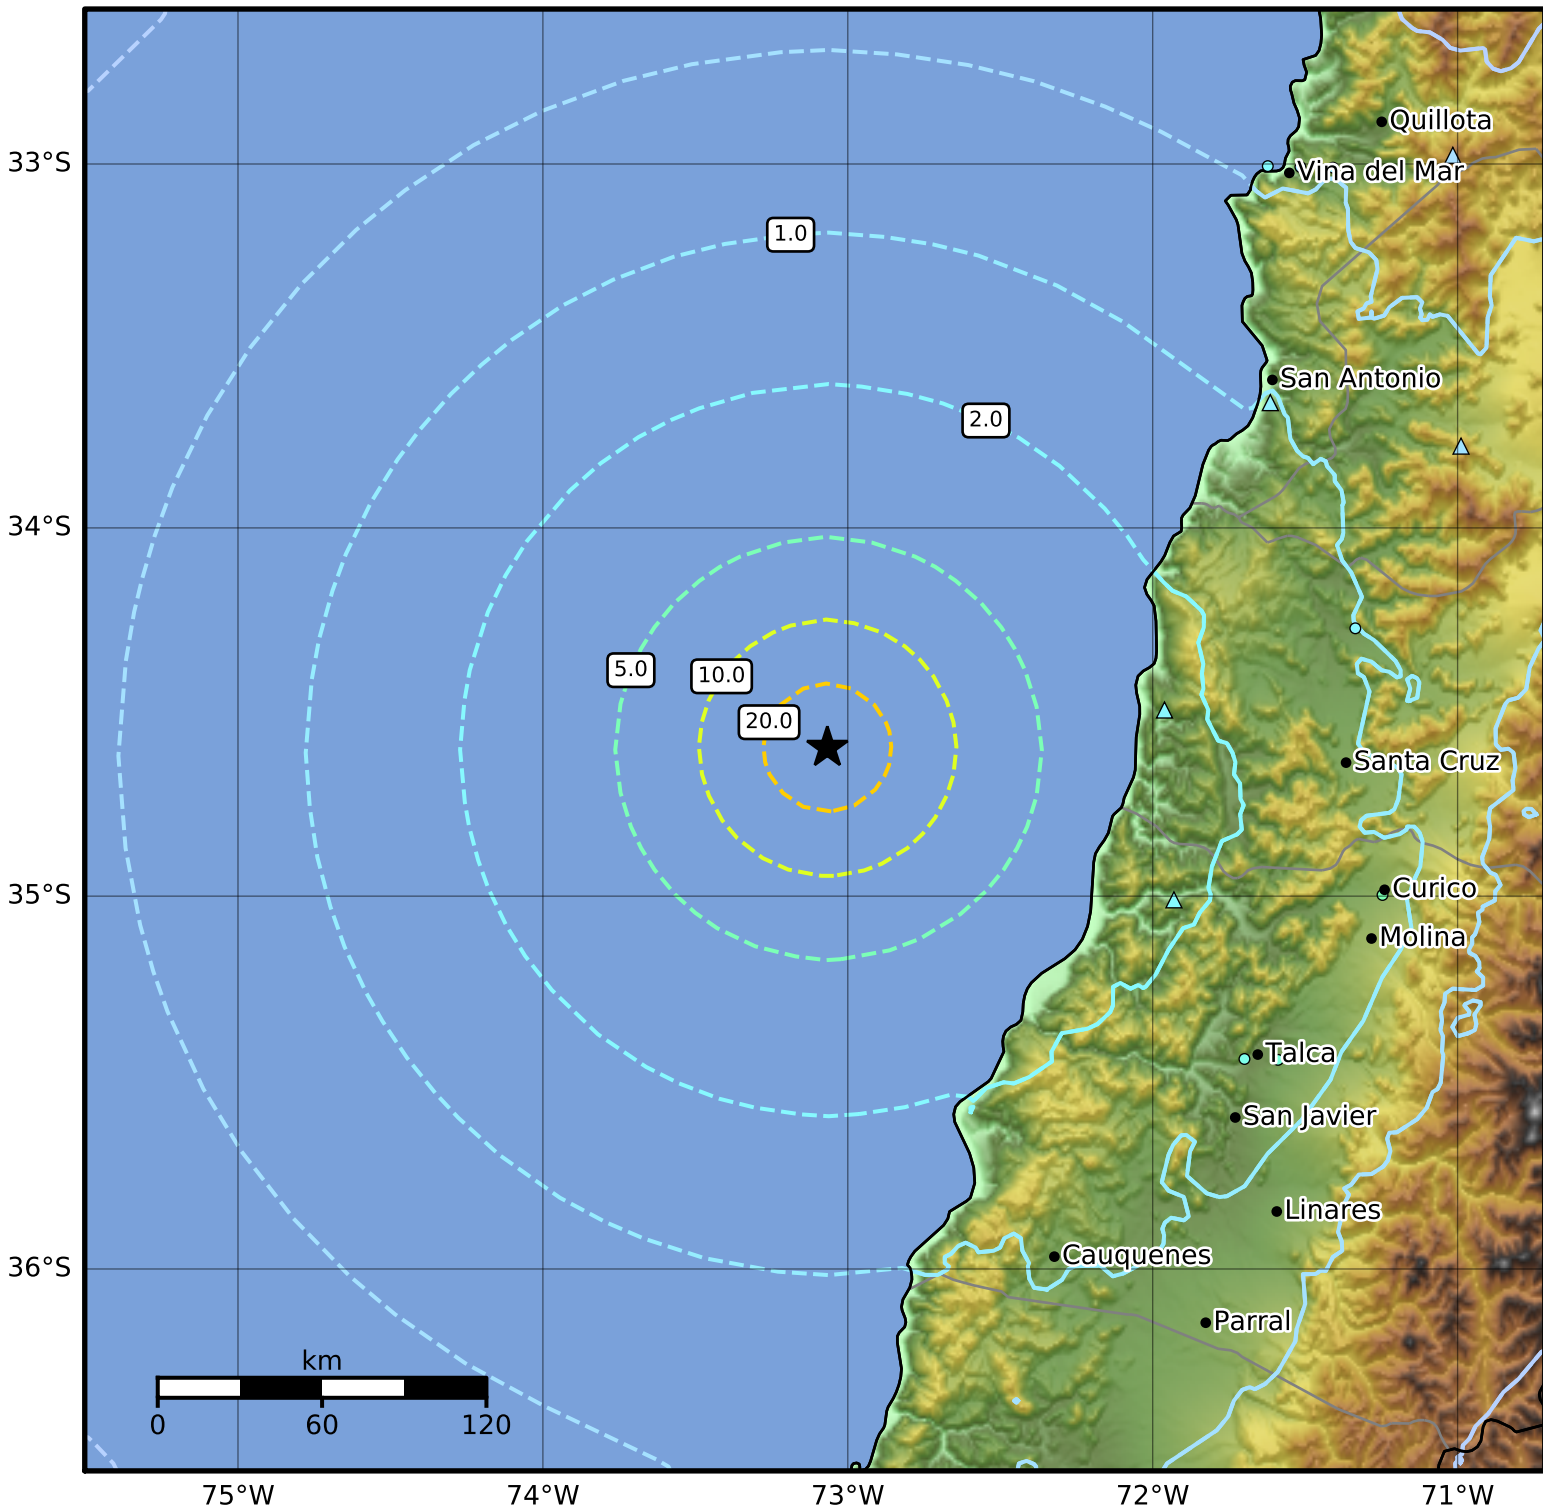 Quillota
33°S
Vina del Mar
1.0
San Antonio
2.0
34°S
5.0
10.0
20.0
Santa Cruz
35°S
Curico
Molina
Talca
San Javier
Linares
36°S
Cauquenes
Parral
km
0 60 120
75°W 74°W 73°W 72°W 71°W